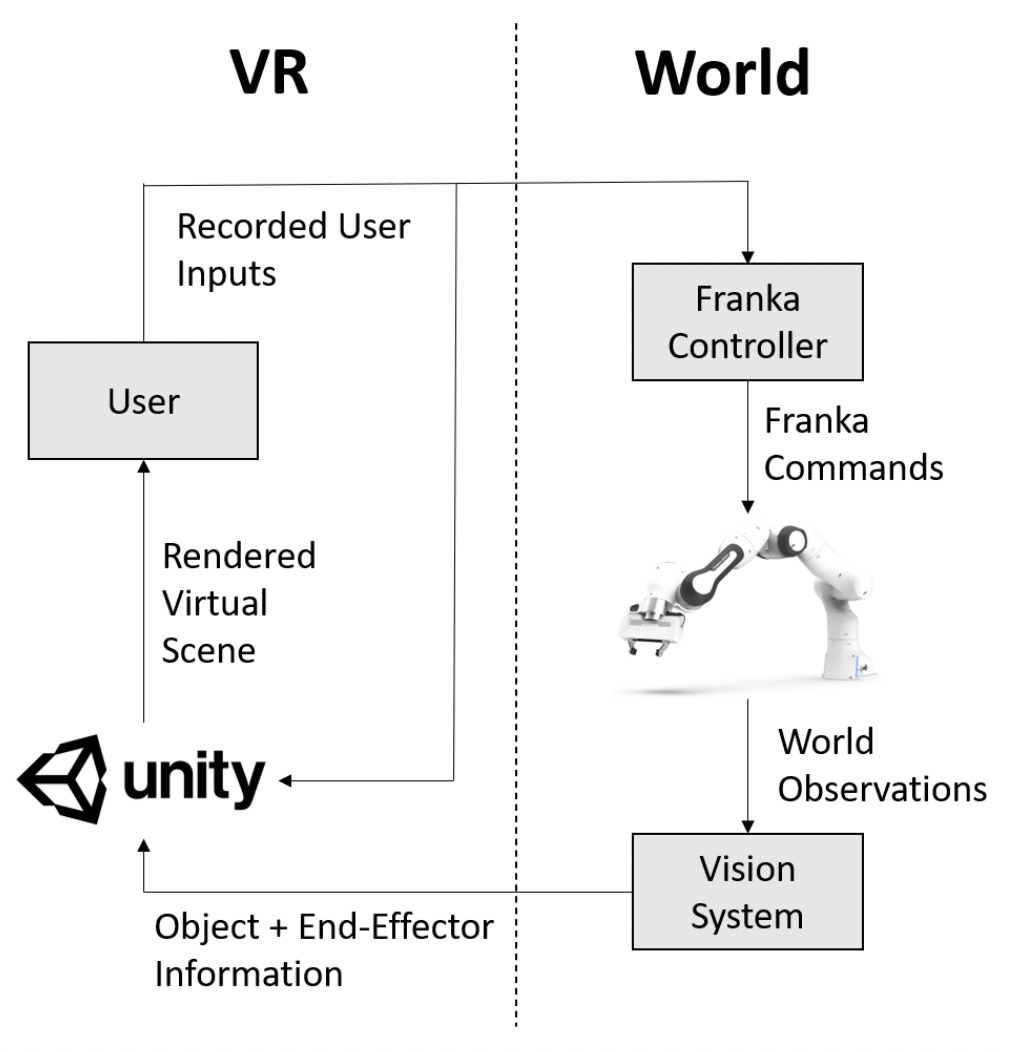 VR
World
Recorded User
Inputs
Franka
Controller
User
Franka
Commands
Rendered
Virtual
Scene
unity
World
Observations
Vision
System
Object + End-Effector
Information